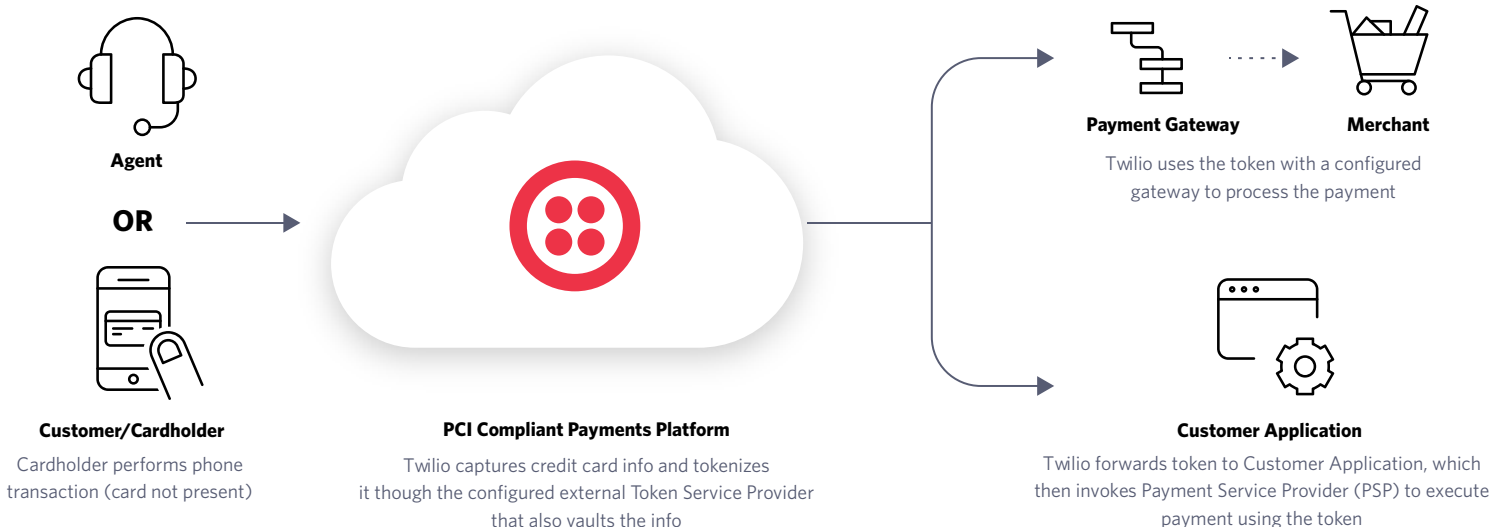 Agent
OR
Customer/Cardholder
Cardholder performs phone
transaction (card not present)
PCI Compliant Payments Platform
Twilio captures credit card info and tokenizes
it though the configured external Token Service Provider
that also vaults the info
Payment Gateway
Merchant
Twilio uses the token with a configured
gateway to process the payment
Customer Application
Twilio forwards token to Customer Application, which
then invokes Payment Service Provider (PSP) to execute
payment using the token